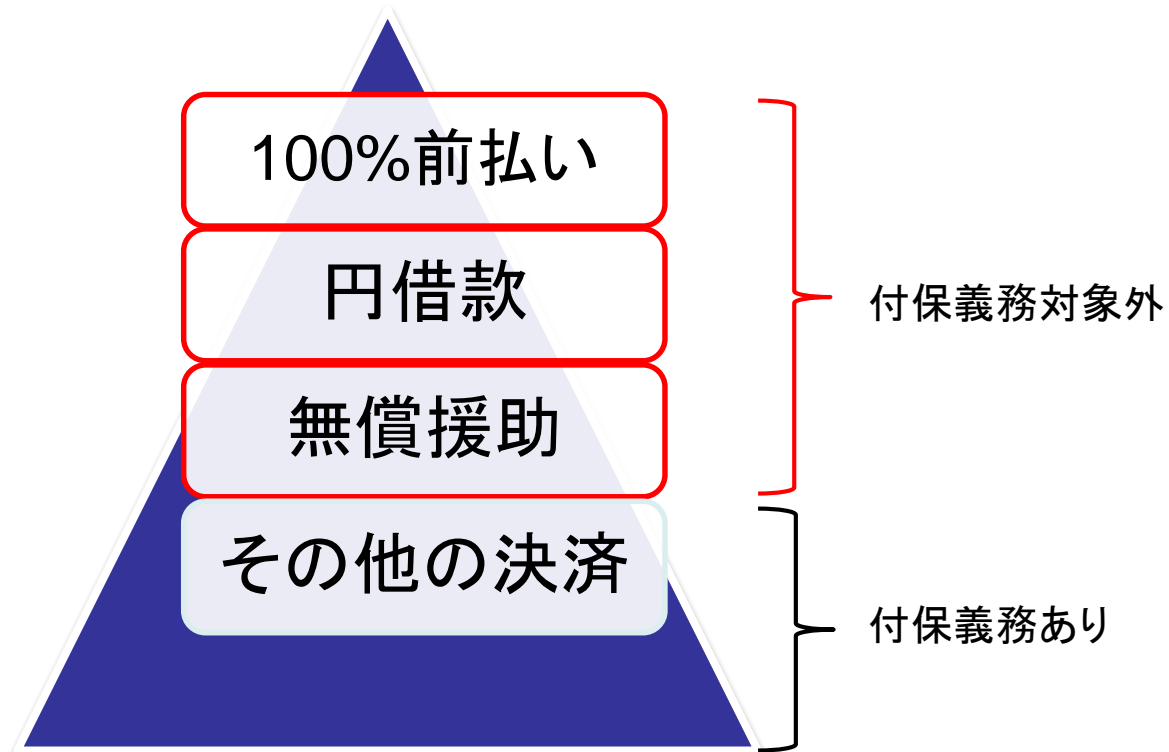 100%前払い
円借款
無償援助
付保義務対象外
その他の決済
付保義務あり